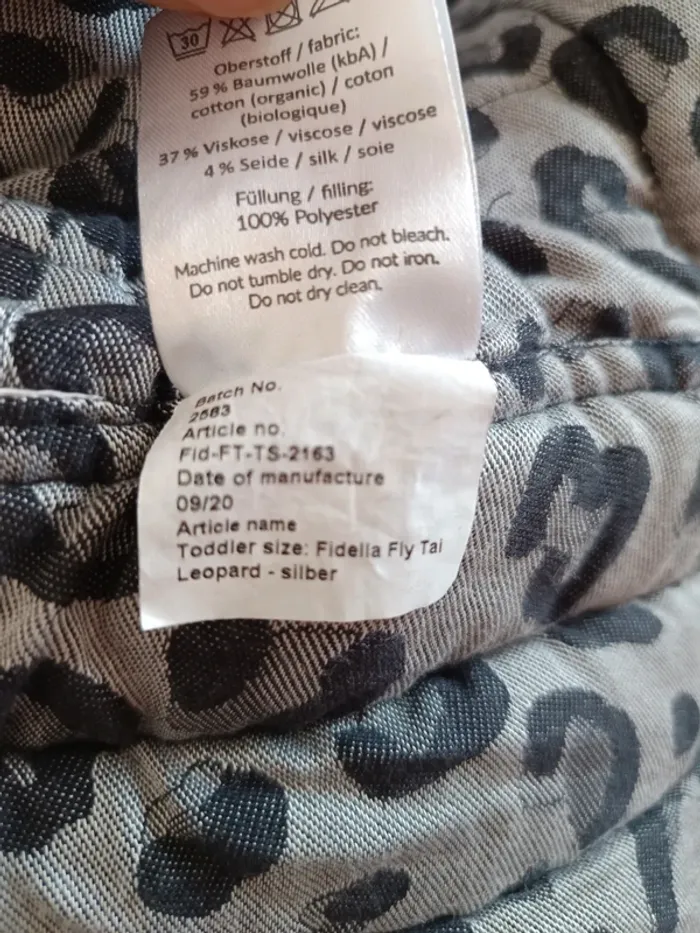 30
Oberstoff / fabric:
59 % Baumwolle (kbA) /
cotton (organic) / coton
(biologique)
37 % Viskose / viscose / viscose
4 % Seide / silk / soie
Füllung / filling:
100% Polyester
Machine wash cold. Do not bleach.
Do not tumble dry. Do not iron.
Do not dry clean.
Batch No.
2583
Article no.
Fid-FT-TS-2163
Date of manufacture
09/20
Article name
Toddler size: Fidella Fly Tai
Leopard - silber